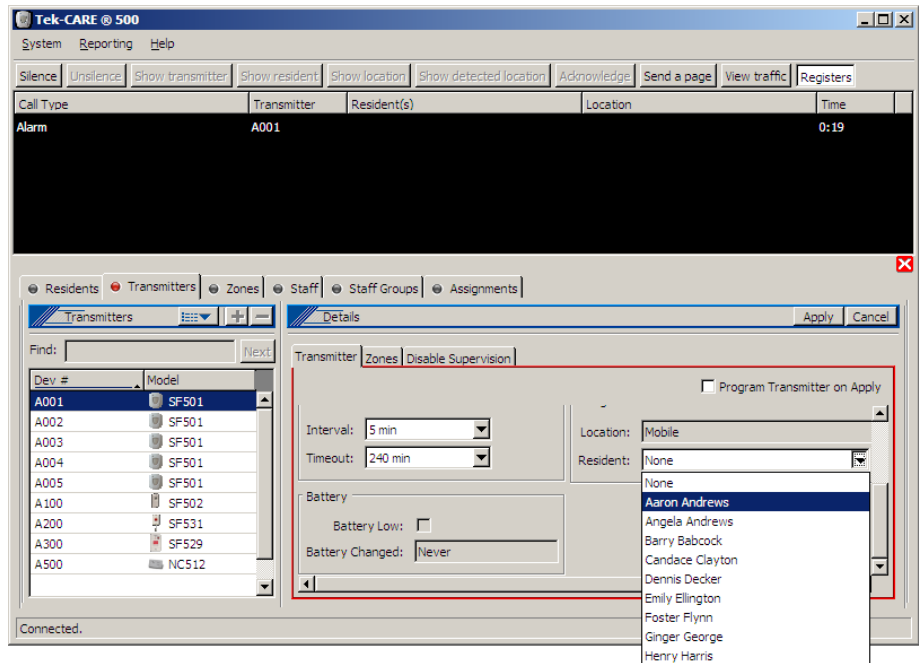 Tek-CARE ® 500
System Reporting Help
Silence Unsilence Show transmitter Show resident Show location Show detected location Acknowledge Send a page View traffic Registers
Call Type Transmitter Resident(s) Location Time
Alarm A001 0:19
Residents Transmitters Zones Staff Staff Groups Assignments
Transmitters Details Apply Cancel
Find: Next Transmitter Zones Disable Supervision
Dev # Model Program Transmitter on Apply
A001 SF501
A002 SF501 Interval: 5 min Location: Mobile
A003 SF501
A004 SF501 Timeout: 240 min Resident: None
A005 SF501 None
A100 SF502 Battery Aaron Andrews
A200 SF531 Battery Low: Angela Andrews
A300 SF529 Battery Changed: Never Barry Babcock
A500 NC512 Candace Clayton
Dennis Decker
Emily Ellington
Foster Flynn
Connected. Ginger George
Henry Harris